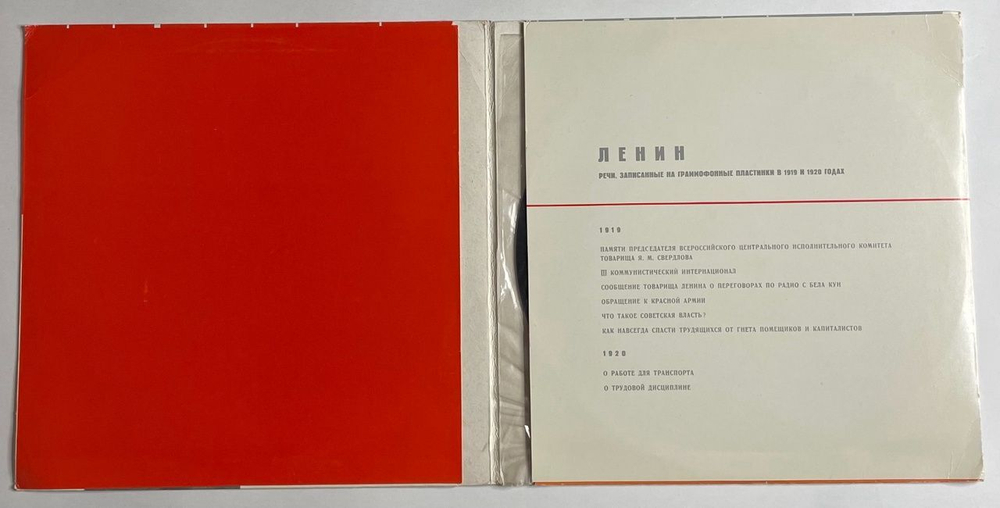 ЛЕНИН
РЕЧИ, ЗАПИСАННЫЕ НА ГРАММОФОННЫЕ ПЛАСТИНКИ В 1919 И 1920 ГОДАХ
1919
ПАМЯТИ ПРЕДСЕДАТЕЛЯ ВСЕРОССИЙСКОГО ЦЕНТРАЛЬНОГО ИСПОЛНИТЕЛЬНОГО КОМИТЕТА
ТОВАРИЩА Я. М. СВЕРДЛОВА
III КОММУНИСТИЧЕСКИЙ ИНТЕРНАЦИОНАЛ
СООБЩЕНИЕ ТОВАРИЩА ЛЕНИНА О ПЕРЕГОВОРАХ ПО РАДИО С БЕЛА КУН
ОБРАЩЕНИЕ К КРАСНОЙ АРМИИ
ЧТО ТАКОЕ СОВЕТСКАЯ ВЛАСТЬ?
КАК НАВСЕГДА СПАСТИ ТРУДЯЩИХСЯ ОТ ГНЕТА ПОМЕЩИКОВ И КАПИТАЛИСТОВ
1920
О РАБОТЕ ДЛЯ ТРАНСПОРТА
О ТРУДОВОЙ ДИСЦИПЛИНЕ